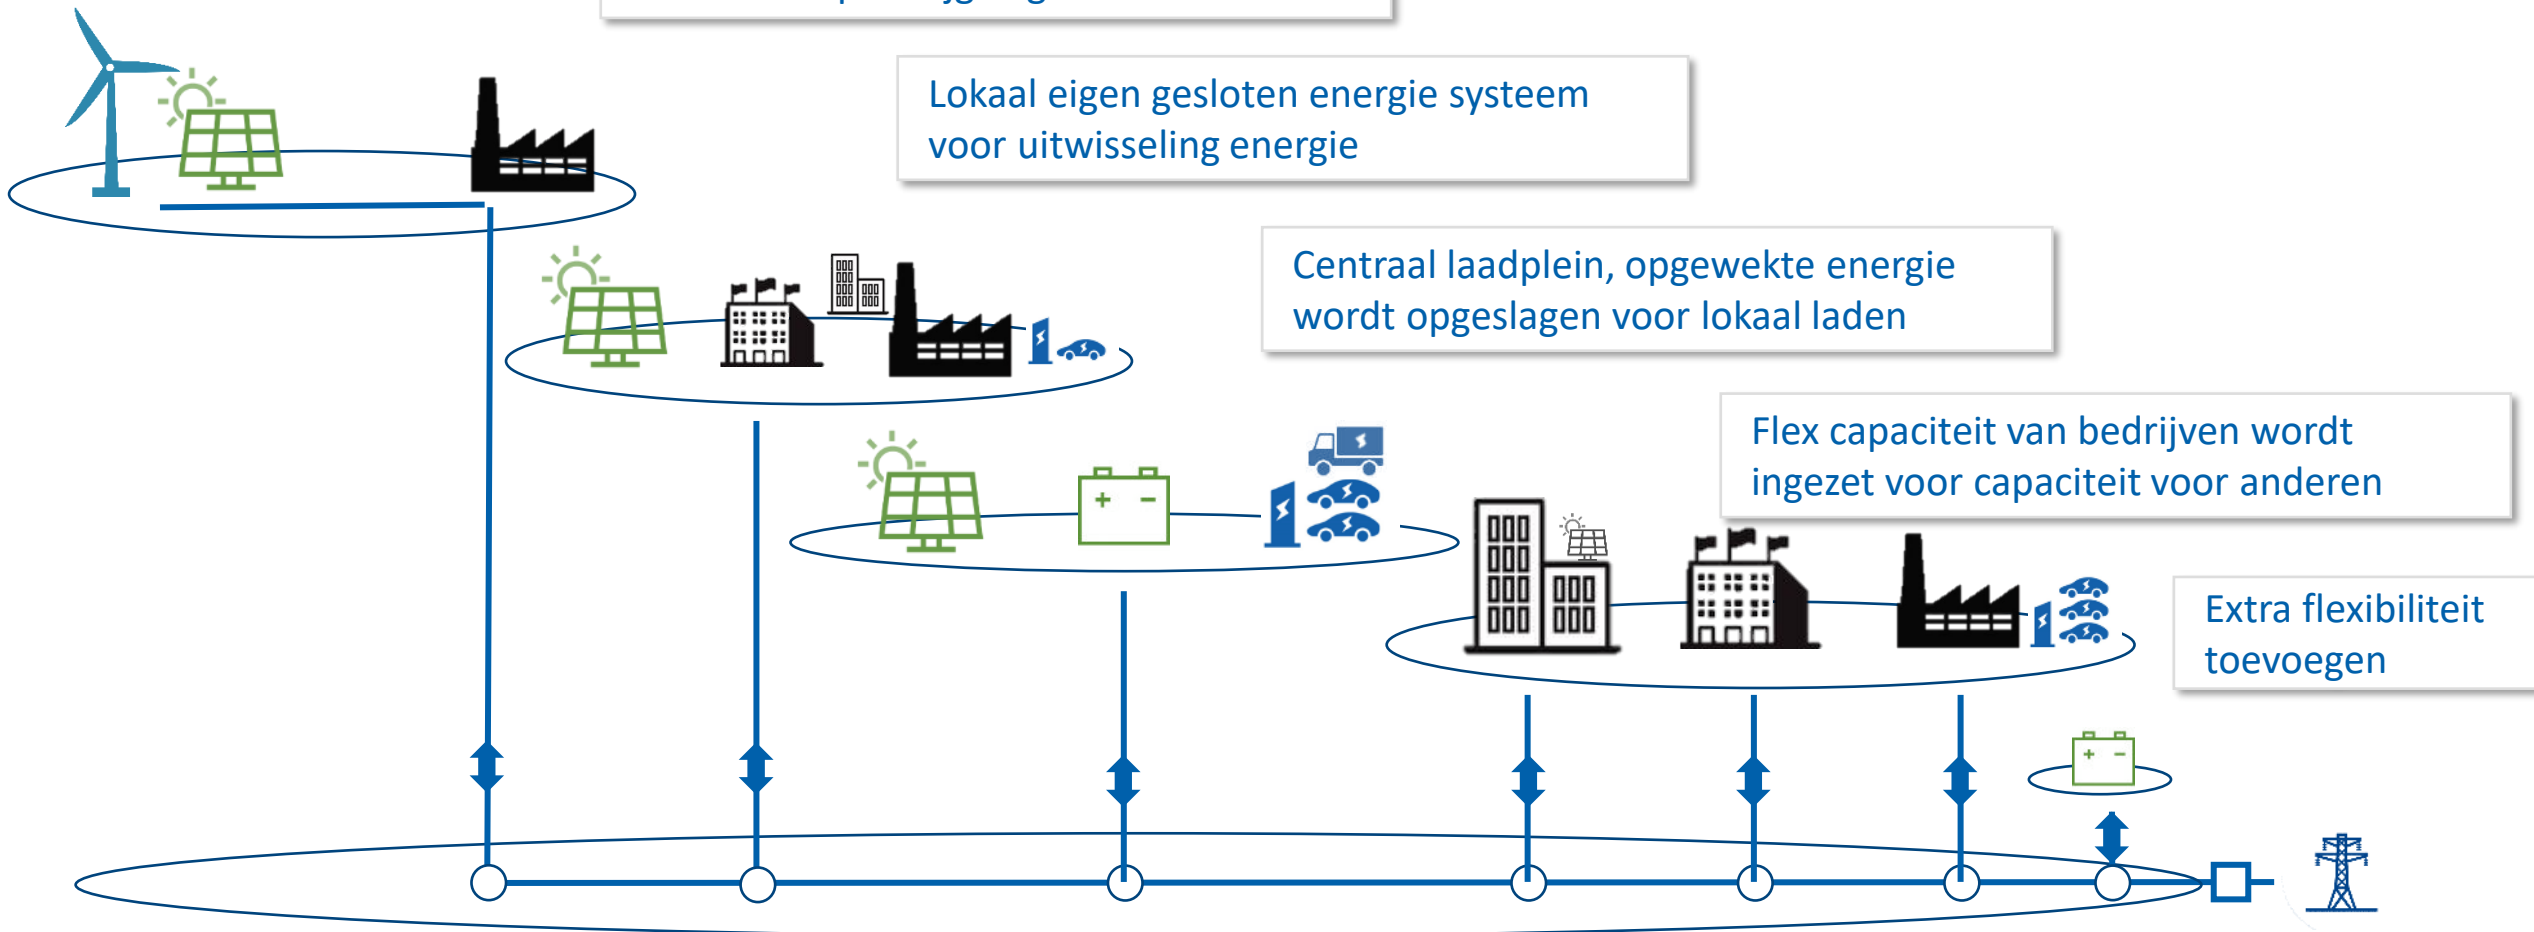 Lokaal eigen gesloten energie systeem
voor uitwisseling energie
Centraal laadplein, opgewekte energie
wordt opgeslagen voor lokaal laden
Flex capaciteit van bedrijven wordt
ingezet voor capaciteit voor anderen
Extra flexibiliteit
toevoegen